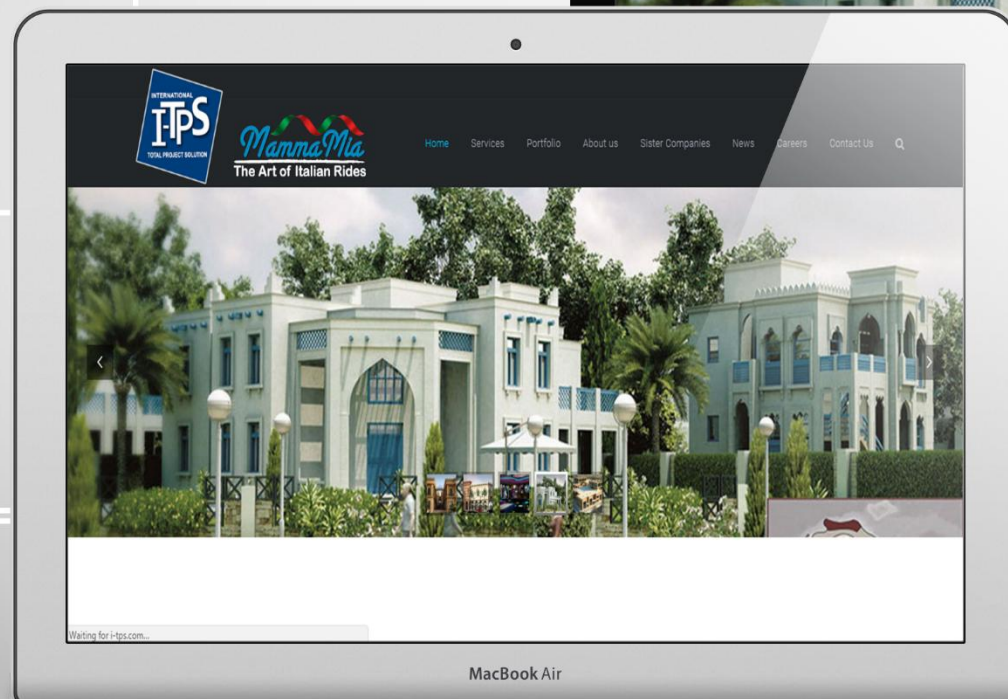 INTERNATIONAL
I-TPS
TOTAL PROJECT SOLUTION
MammaMia
The Art of Italian Rides
Home Services Portfolio About us Sister Companies News Careers Contact Us
Waiting for i-tps.com...
MacBook Air